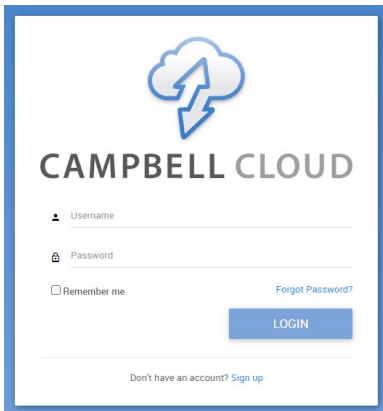 CAMPBELL CLOUD
Username
Password
Remember me
Forgot Password?
LOGIN
Don't have an account? Sign up